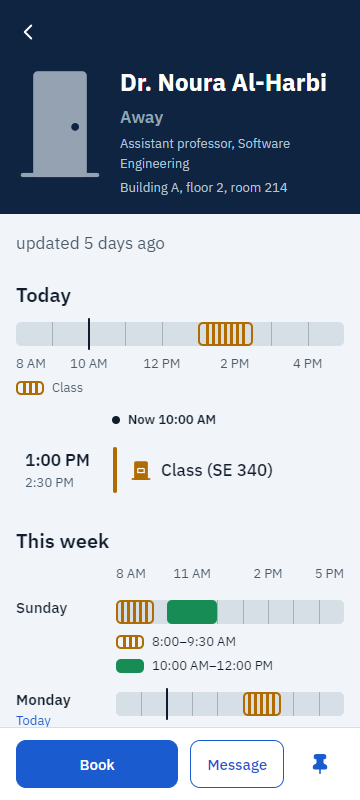 Dr. Noura Al-Harbi
Away
Assistant professor, Software
Engineering
Building A, floor 2, room 214
updated 5 days ago
Today
8 AM 10 AM 12 PM 2 PM 4 PM
Class
Now 10:00 AM
1:00 PM
2:30 PM
Class (SE 340)
This week
8 AM 11 AM 2 PM 5 PM
Sunday
8:00–9:30 AM
10:00 AM–12:00 PM
Monday
Today
Book
Message